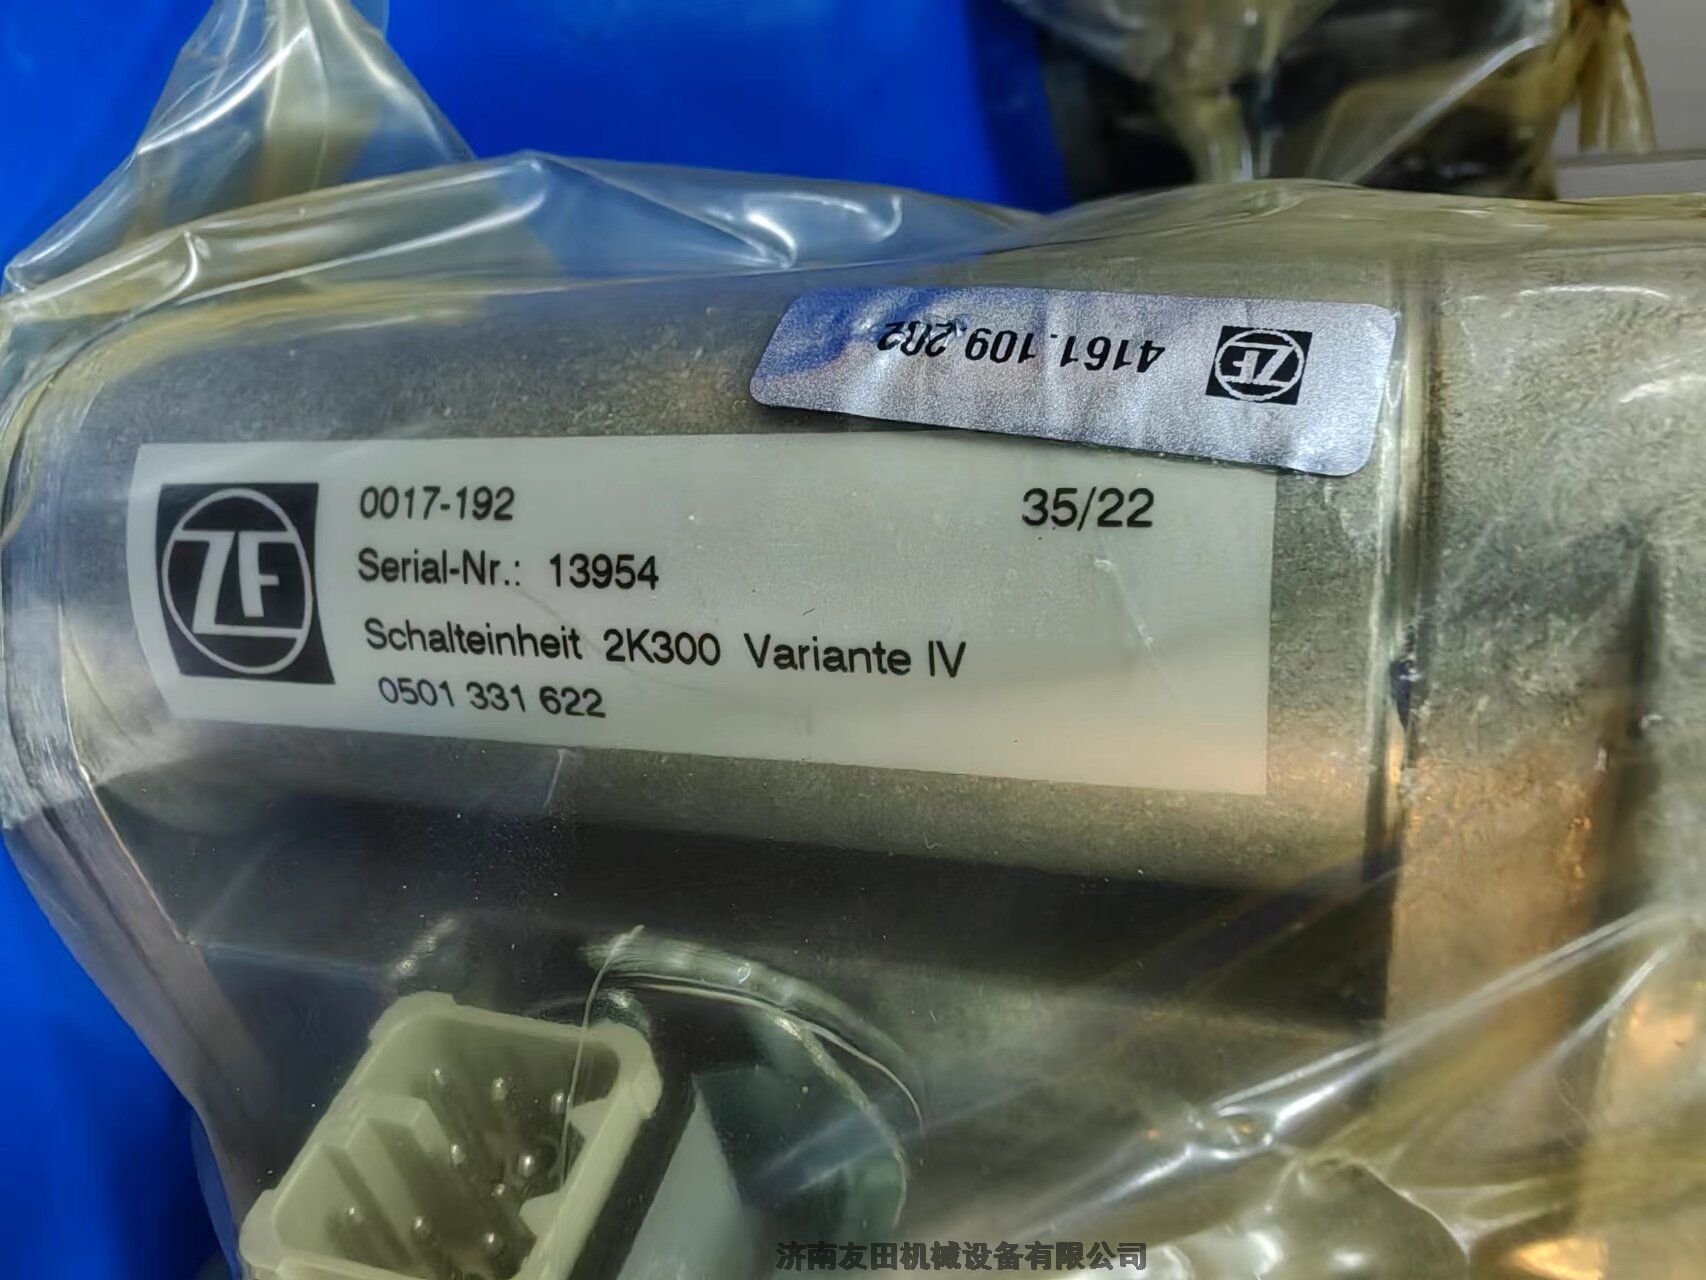 ZF
4161.109.202
ZF
0017-192
35/22
Serial-Nr.: 13954
Schalteinheit 2K300 Variante IV
0501 331 622
济南友田机械设备有限公司